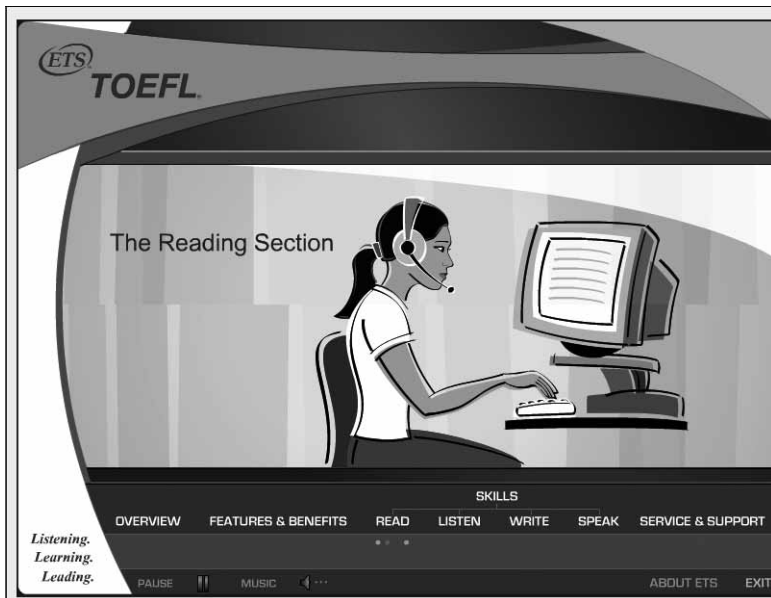 ETS
TOEFL
The Reading Section
SKILLS
OVERVIEW FEATURES & BENEFITS READ LISTEN WRITE SPEAK SERVICE & SUPPORT
Listening.
Learning.
Leading.
PAUSE MUSIC ABOUT ETS EXIT